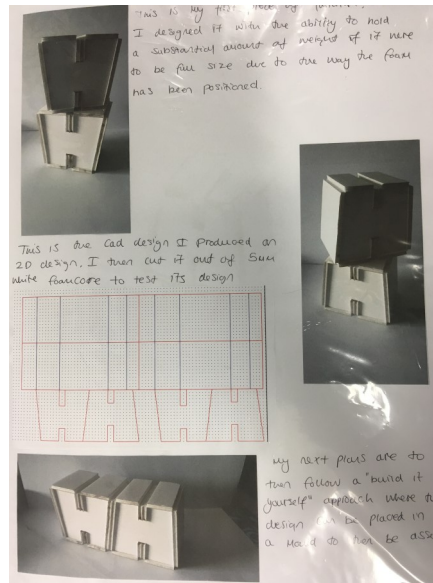 This is my first piece of
I designed it with the ability to hold
a substantial amount of weight if it were
to be full size due to the way the foam
has been positioned.
This is the Cad design I produced on
2D design. I then cut it out of 5mm
white foamcore to test its design
My next plans are to
then follow a "build it
yourself" approach where
design can be placed in
a to then be